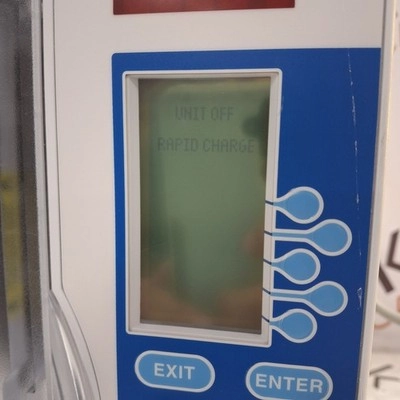 UNIT OFF
RAPID CHARGE
EXIT
ENTER